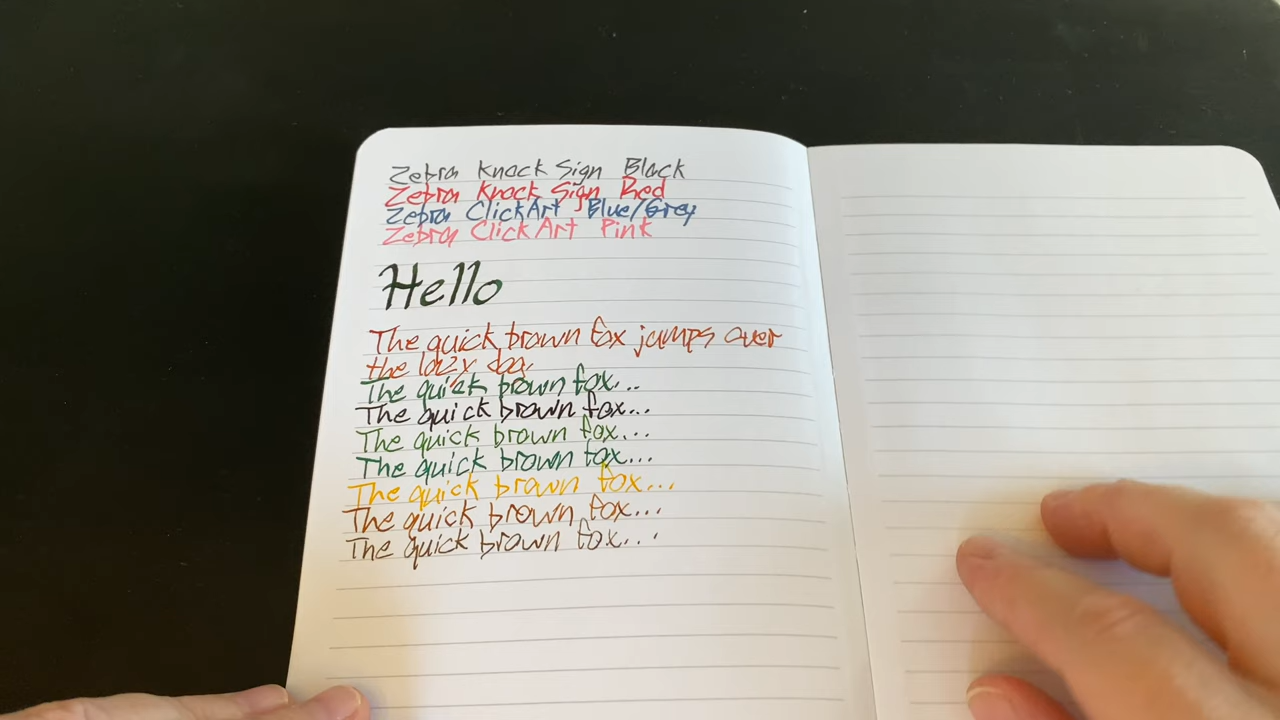 Zebra Knock Sign Black
Zebra Knock Sign Red
Zebra ClickArt Blue/Grey
Zebra ClickArt Pink
Hello
The quick brown fox jumps over
the lazy dog.
The quick brown fox...
The quick brown fox...
The quick brown fox...
The quick brown fox...
The quick brown fox...
The quick brown fox...
The quick brown fox...